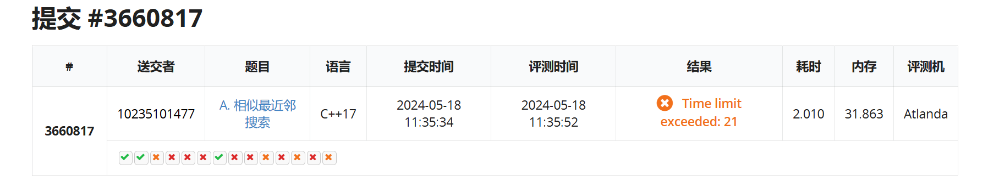 提交 #3660817
# 送交者 题目 语言 提交时间 评测时间 结果 耗时 内存 评测机
3660817 10235101477 A. 相似最近邻 C++17 2024-05-18 2024-05-18 Time limit 2.010 31.863 Atlanda
搜索 11:35:34 11:35:52 exceeded: 21